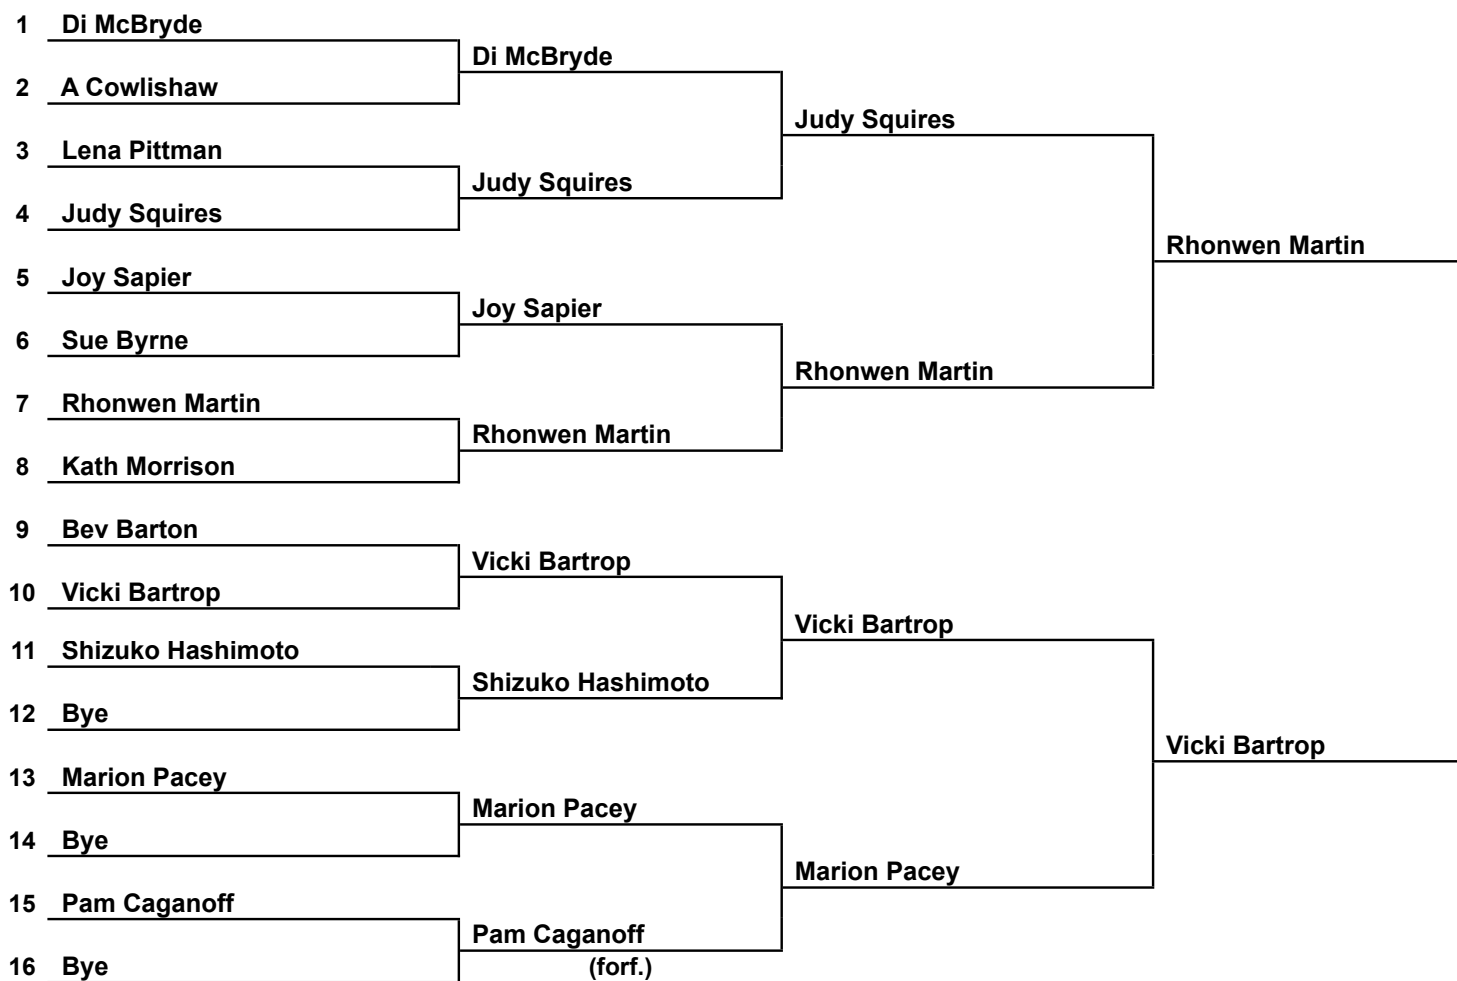 1 Di McBryde
Di McBryde
2 A Cowlishaw
Judy Squires
3 Lena Pittman
Judy Squires
4 Judy Squires
Rhonwen Martin
5 Joy Sapier
Joy Sapier
6 Sue Byrne
Rhonwen Martin
7 Rhonwen Martin
Rhonwen Martin
8 Kath Morrison
9 Bev Barton
Vicki Bartrop
10 Vicki Bartrop
Vicki Bartrop
11 Shizuko Hashimoto
Shizuko Hashimoto
12 Bye
Vicki Bartrop
13 Marion Pacey
Marion Pacey
14 Bye
Marion Pacey
15 Pam Caganoff
Pam Caganoff
16 Bye
(forf.)